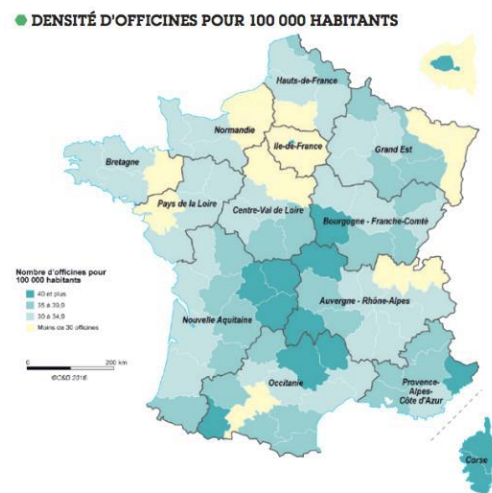 DENSITÉ D'OFFICINES POUR 100 000 HABITANTS
Hauts-de-France
Normandie
Ile-de-France
Grand Est
Bretagne
Pays de la Loire
Centre-Val de Loire
Bourgogne - Franche-Comté
Nombre d'officines pour
100 000 habitants
40 et plus
35 à 39,9
30 à 34,9
Moins de 30 officines
Auvergne - Rhône-Alpes
Nouvelle Aquitaine
0
200 km
Occitanie
Provence-
Alpes-
Côte d'Azur
Corse